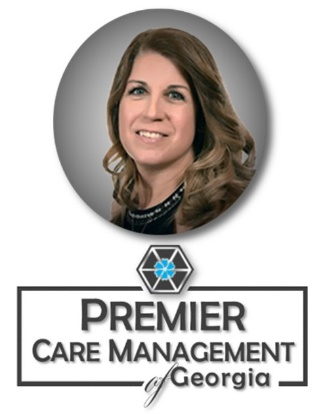 PREMIER
CARE MANAGEMENT
of Georgia